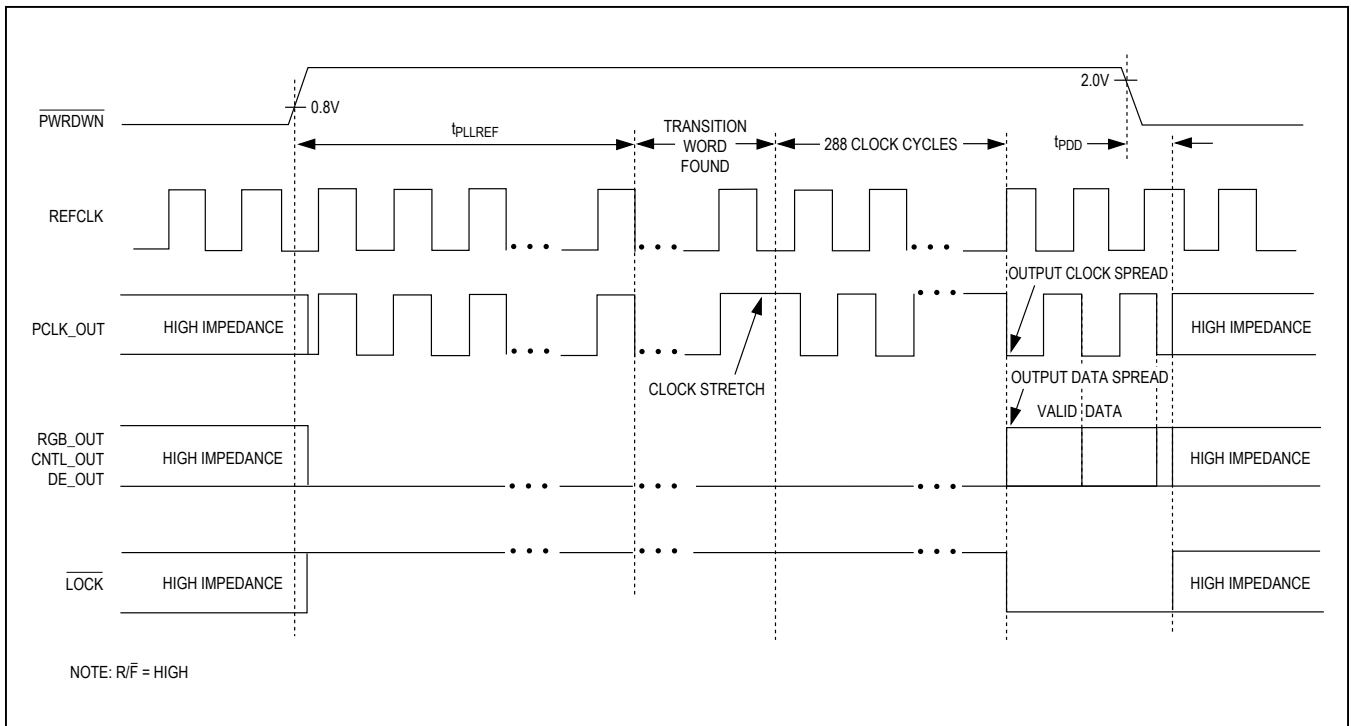 0.8V
2.0V
PWRDWN
tPLLREF
TRANSITION
WORD
FOUND
288 CLOCK CYCLES
tPDD
REFCLK
OUTPUT CLOCK SPREAD
PCLK_OUT
HIGH IMPEDANCE
HIGH IMPEDANCE
CLOCK STRETCH
OUTPUT DATA SPREAD
VALID DATA
RGB_OUT
CNTL_OUT
DE_OUT
HIGH IMPEDANCE
HIGH IMPEDANCE
LOCK
HIGH IMPEDANCE
HIGH IMPEDANCE
NOTE: R/F̅ = HIGH